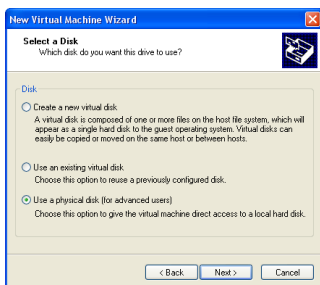 New Virtual Machine Wizard
Select a Disk
Which disk do you want this drive to use?
Disk
Create a new virtual disk
A virtual disk is composed of one or more files on the host file system, which will
appear as a single hard disk to the guest operating system. Virtual disks can
easily be copied or moved on the same host or between hosts.
Use an existing virtual disk
Choose this option to reuse a previously configured disk.
Use a physical disk (for advanced users)
Choose this option to give the virtual machine direct access to a local hard disk.
< Back
Next >
Cancel